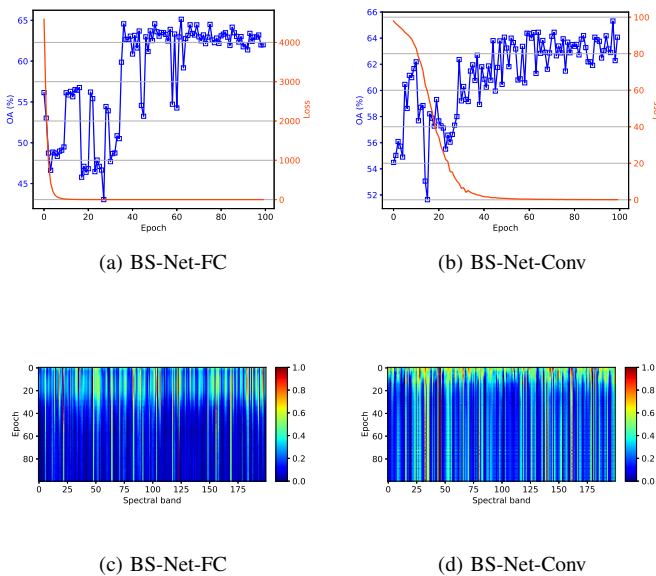 65
60
55
50
45
OA (%)
4000
3000
2000
1000
0
Loss
0 20 40 60 80 100
Epoch
(a) BS-Net-FC
66
64
62
60
58
56
54
52
OA (%)
100
80
60
40
20
0
Loss
0 20 40 60 80 100
Epoch
(b) BS-Net-Conv
0
20
40
60
80
Epoch
0 25 50 75 100 125 150 175
Spectral band
1.0
0.8
0.6
0.4
0.2
0.0
(c) BS-Net-FC
0
20
40
60
80
Epoch
0 25 50 75 100 125 150 175
Spectral band
1.0
0.8
0.6
0.4
0.2
0.0
(d) BS-Net-Conv